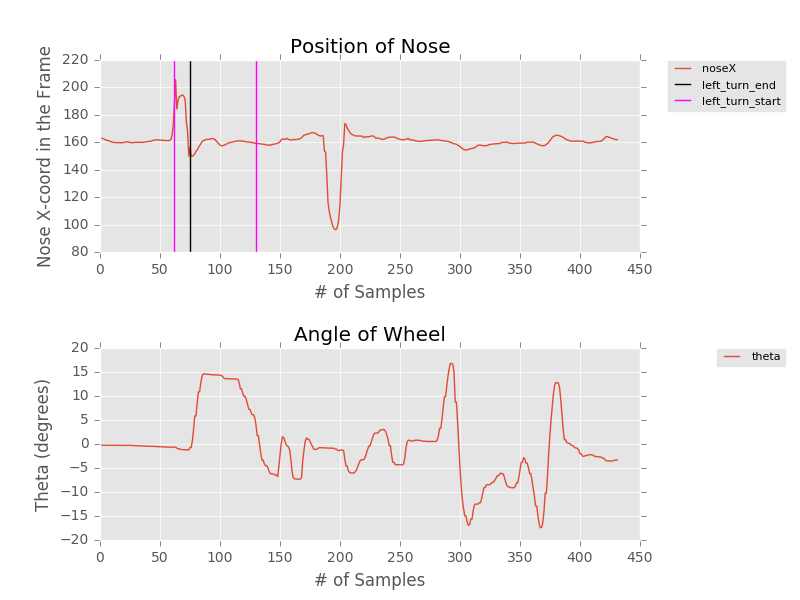 Position of Nose
220
200
180
160
140
120
100
80
Nose X-coord in the Frame
0 50 100 150 200 250 300 350 400 450
# of Samples
noseX
left_turn_end
left_turn_start
Angle of Wheel
20
15
10
5
0
−5
−10
−15
−20
Theta (degrees)
0 50 100 150 200 250 300 350 400 450
# of Samples
theta